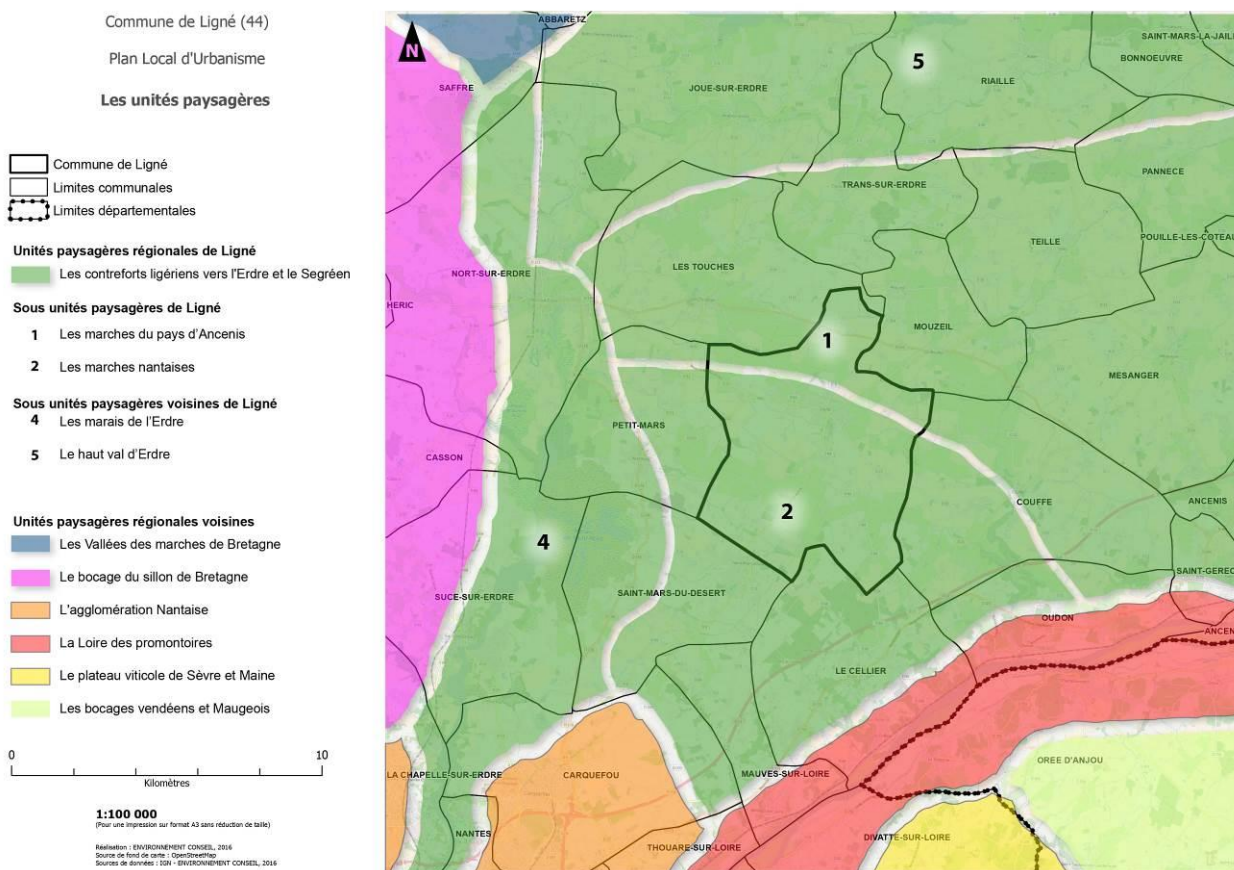 Commune de Ligné (44)
Plan Local d'Urbanisme
Les unités paysagères
Commune de Ligné
Limites communales
Limites départementales
Unités paysagères régionales de Ligné
Les contreforts ligériens vers l'Erdre et le Segréen
Sous unités paysagères de Ligné
1 Les marches du pays d'Ancenis
2 Les marches nantaises
Sous unités paysagères voisines de Ligné
4 Les marais de l'Erdre
5 Le haut val d'Erdre
Unités paysagères régionales voisines
Les Vallées des marches de Bretagne
Le bocage du sillon de Bretagne
L'agglomération Nantaise
La Loire des promontoires
Le plateau viticole de Sèvre et Maine
Les bocages vendéens et Maugeois
0 10
Kilomètres
1:100 000
(Pour une impression sur format A3 sans réduction de taille)
Réalisation : ENVIRONNEMENT CONSEIL, 2016
Source de fond de carte : OpenStreetMap
Sources de données : IGN - ENVIRONNEMENT CONSEIL, 2016
N
ABBARETZ
SAINT-MARS-LA-JAILL
BONNOEUVRE
5
RIAILLE
SAFFRE
JOUE-SUR-ERDRE
PANNECE
TRANS-SUR-ERDRE
POUILLE-LES-COTEAU
TEILLE
LES TOUCHES
NORT-SUR-ERDRE
HERIC
MOUZEIL
1
MESANGER
PETIT-MARS
CASSON
COUFFE
ANCENIS
2
4
SAINT-GEREO
SUCE-SUR-ERDRE
SAINT-MARS-DU-DESERT
OUDON
ANCENI
LE CELLIER
OREE D'ANJOU
LA CHAPELLE-SUR-ERDRE
CARQUEFOU
MAUVES-SUR-LOIRE
NANTES
THOUARE-SUR-LOIRE
DIVATTE-SUR-LOIRE